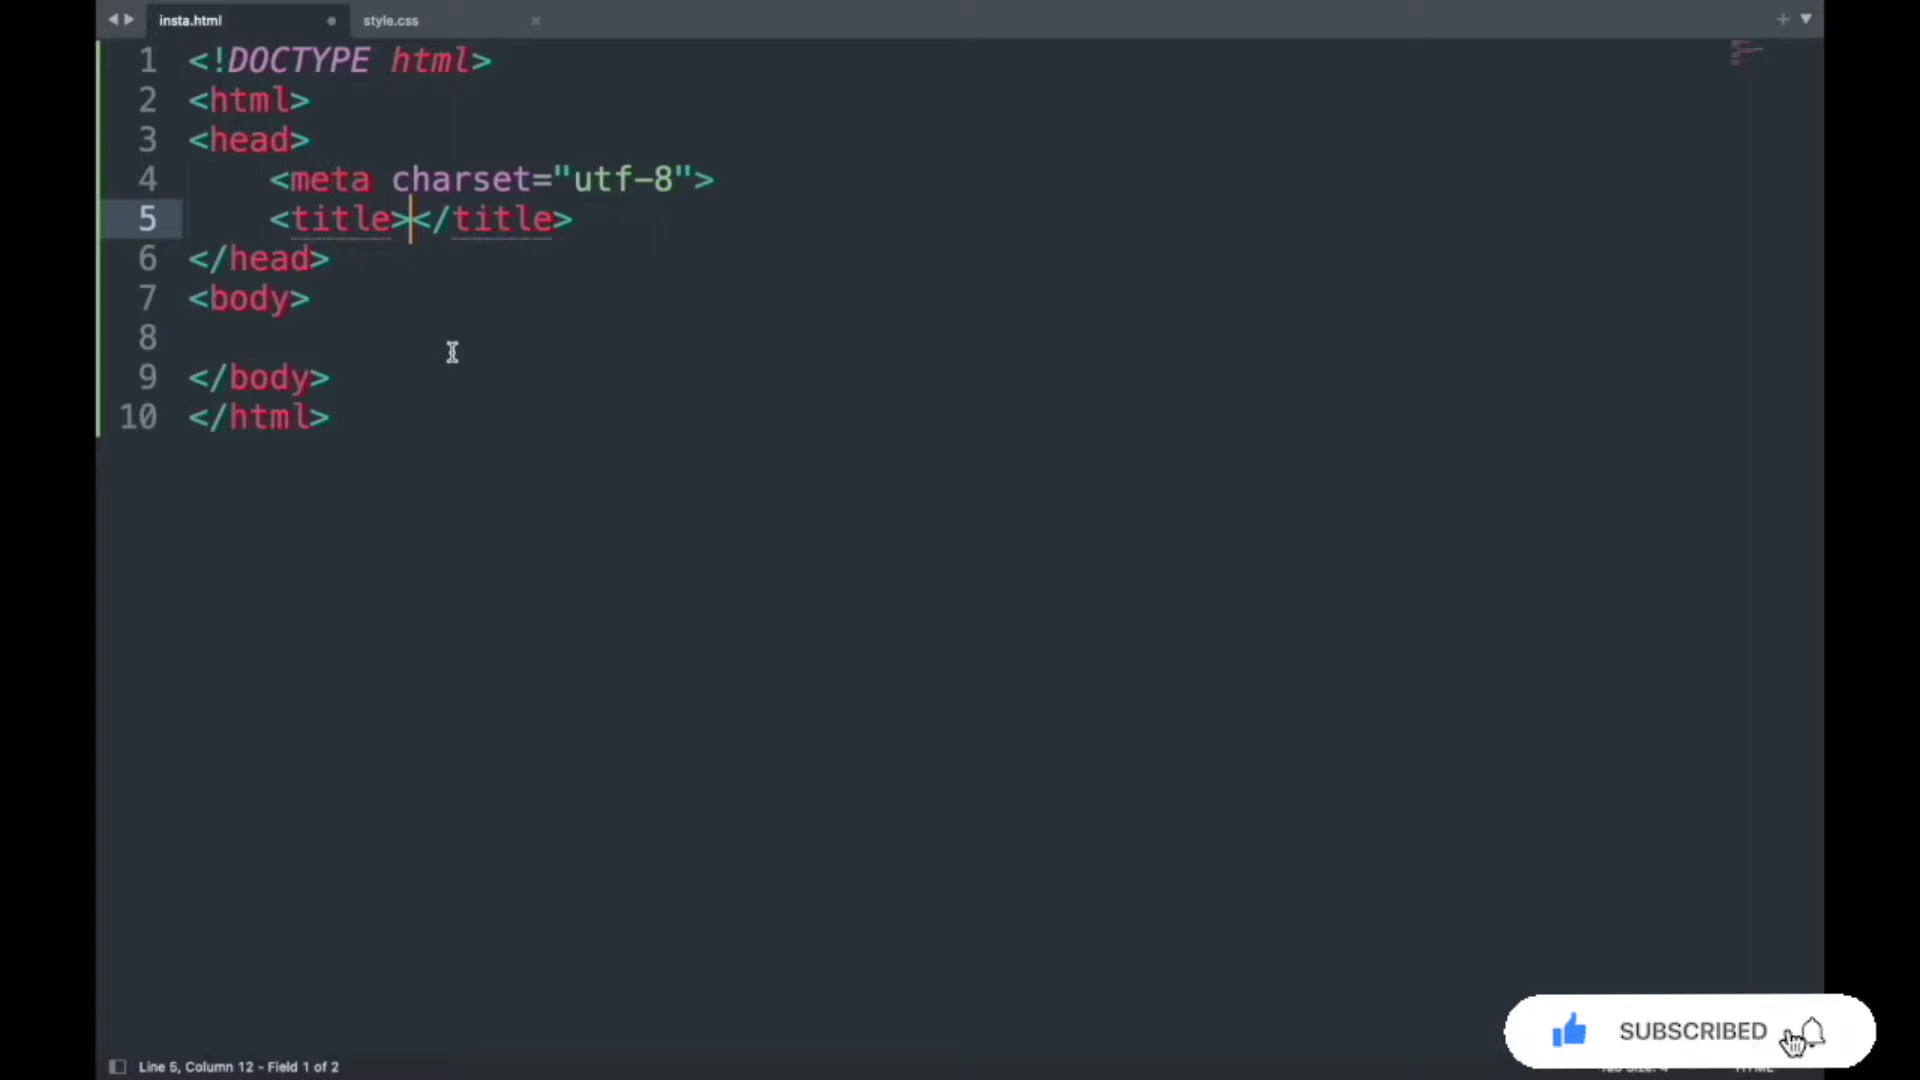 insta.html style.css
1 <!DOCTYPE html>
2 <html>
3 <head>
4     <meta charset="utf-8">
5     <title></title>
6 </head>
7 <body>
8
9 </body>
10 </html>
SUBSCRIBED
Line 5, Column 12 - Field 1 of 2